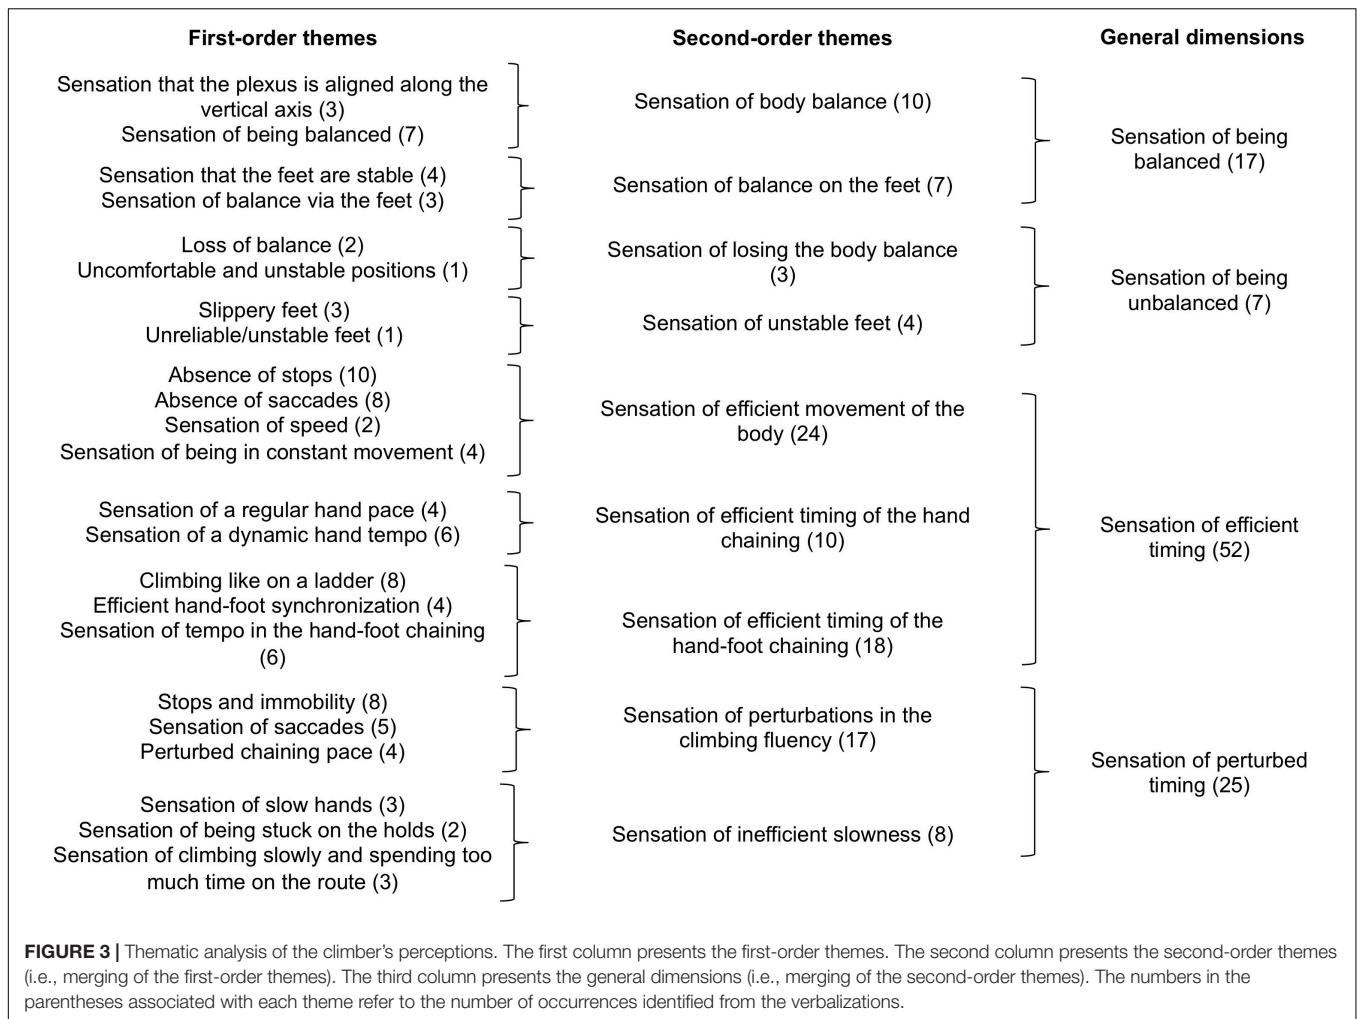 First-order themes
Second-order themes
General dimensions
Sensation that the plexus is aligned along the
vertical axis (3)
Sensation of being balanced (7)
Sensation of body balance (10)
Sensation of being
balanced (17)
Sensation that the feet are stable (4)
Sensation of balance via the feet (3)
Sensation of balance on the feet (7)
Loss of balance (2)
Uncomfortable and unstable positions (1)
Sensation of losing the body balance
(3)
Sensation of being
unbalanced (7)
Slippery feet (3)
Unreliable/unstable feet (1)
Sensation of unstable feet (4)
Absence of stops (10)
Absence of saccades (8)
Sensation of speed (2)
Sensation of being in constant movement (4)
Sensation of efficient movement of the
body (24)
Sensation of a regular hand pace (4)
Sensation of a dynamic hand tempo (6)
Sensation of efficient timing of the hand
chaining (10)
Sensation of efficient
timing (52)
Climbing like on a ladder (8)
Efficient hand-foot synchronization (4)
Sensation of tempo in the hand-foot chaining
(6)
Sensation of efficient timing of the
hand-foot chaining (18)
Stops and immobility (8)
Sensation of saccades (5)
Perturbed chaining pace (4)
Sensation of perturbations in the
climbing fluency (17)
Sensation of perturbed
timing (25)
Sensation of slow hands (3)
Sensation of being stuck on the holds (2)
Sensation of climbing slowly and spending too
much time on the route (3)
Sensation of inefficient slowness (8)
FIGURE 3 | Thematic analysis of the climber's perceptions. The first column presents the first-order themes. The second column presents the second-order themes
(i.e., merging of the first-order themes). The third column presents the general dimensions (i.e., merging of the second-order themes). The numbers in the
parentheses associated with each theme refer to the number of occurrences identified from the verbalizations.